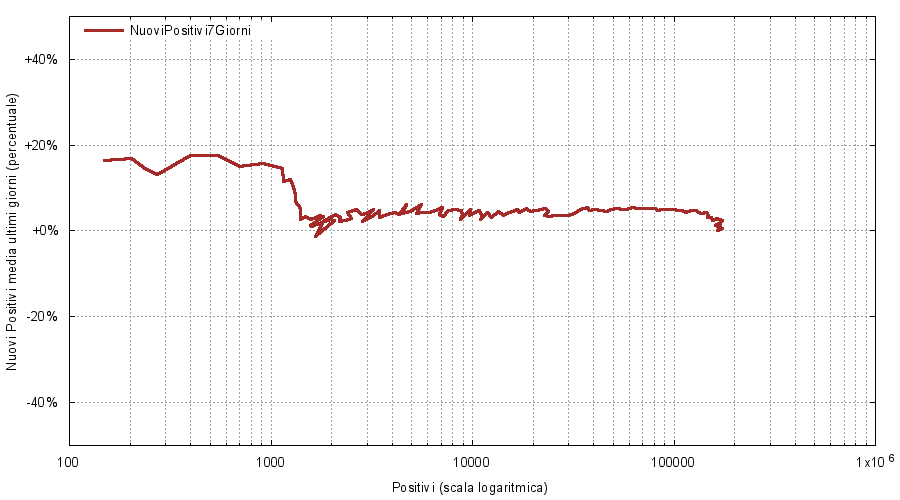 NuoviPositivi7Giorni
+40%
+20%
+0%
-20%
-40%
Nuovi Positivi media ultimi giorni (percentuale)
100 1000 10000 100000 1x10 6
Positivi (scala logaritmica)